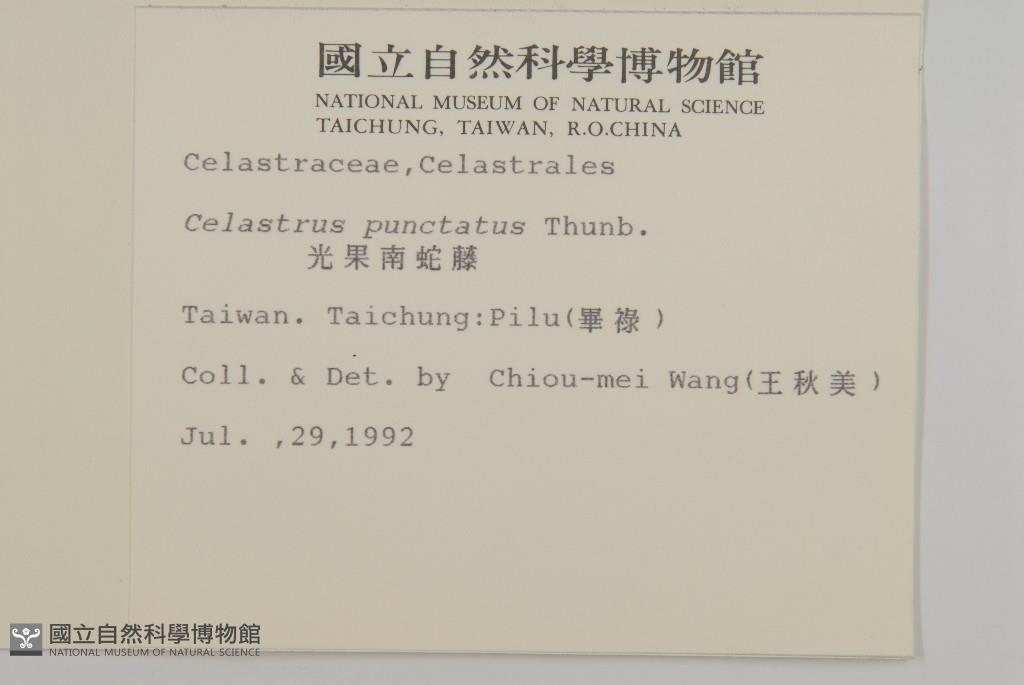 國立自然科學博物館
NATIONAL MUSEUM OF NATURAL SCIENCE
TAICHUNG, TAIWAN, R.O.CHINA
Celastraceae,Celastrales
Celastrus punctatus Thunb.
光果南蛇藤
Taiwan. Taichung:Pilu(畢祿)
Coll. & Det. by Chiou-mei Wang(王秋美)
Jul. ,29,1992
國立自然科學博物館
NATIONAL MUSEUM OF NATURAL SCIENCE